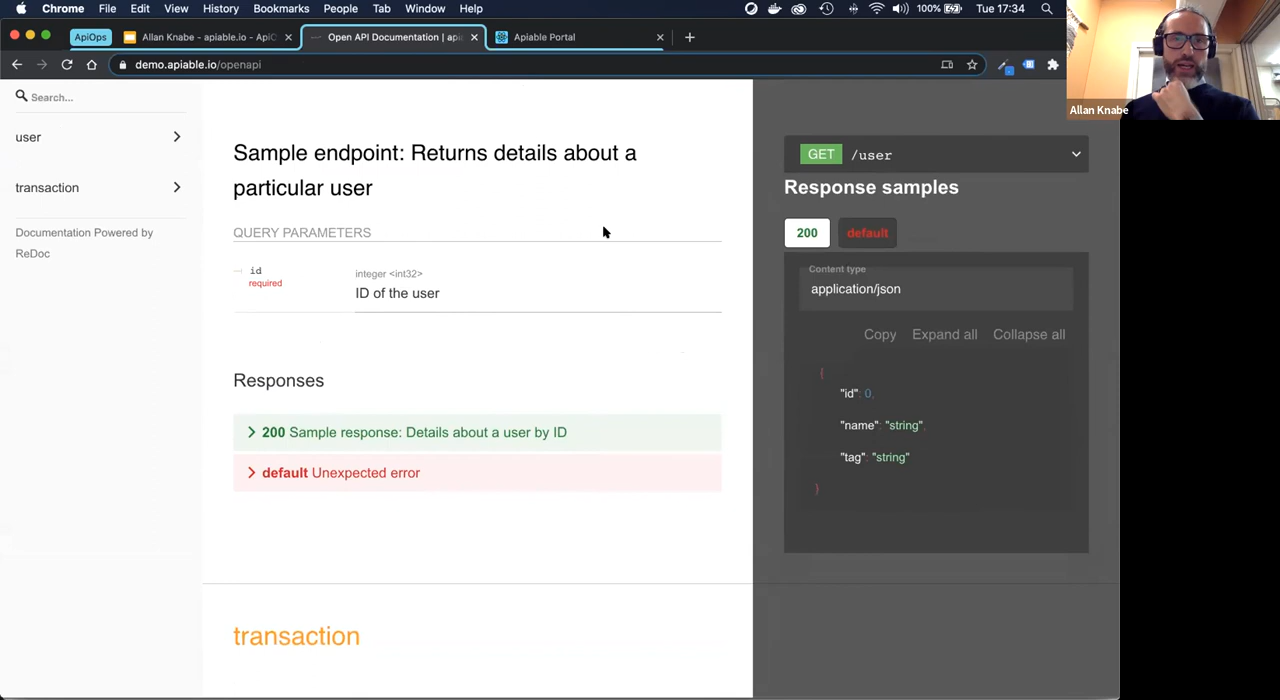 Chrome File Edit View History Bookmarks People Tab Window Help 100% Tue 17:34
ApiOps Allan Knabe - apiable.io - ApiO Open API Documentation | apia Apiable Portal
demo.apiable.io/openapi
Allan Knabe
Search...
user
transaction
Documentation Powered by
ReDoc
Sample endpoint: Returns details about a
particular user
QUERY PARAMETERS
id
required
integer <int32>
ID of the user
Responses
200 Sample response: Details about a user by ID
default Unexpected error
transaction
GET /user
Response samples
200 default
Content type
application/json
Copy Expand all Collapse all
{
"id": 0,
"name": "string",
"tag": "string"
}